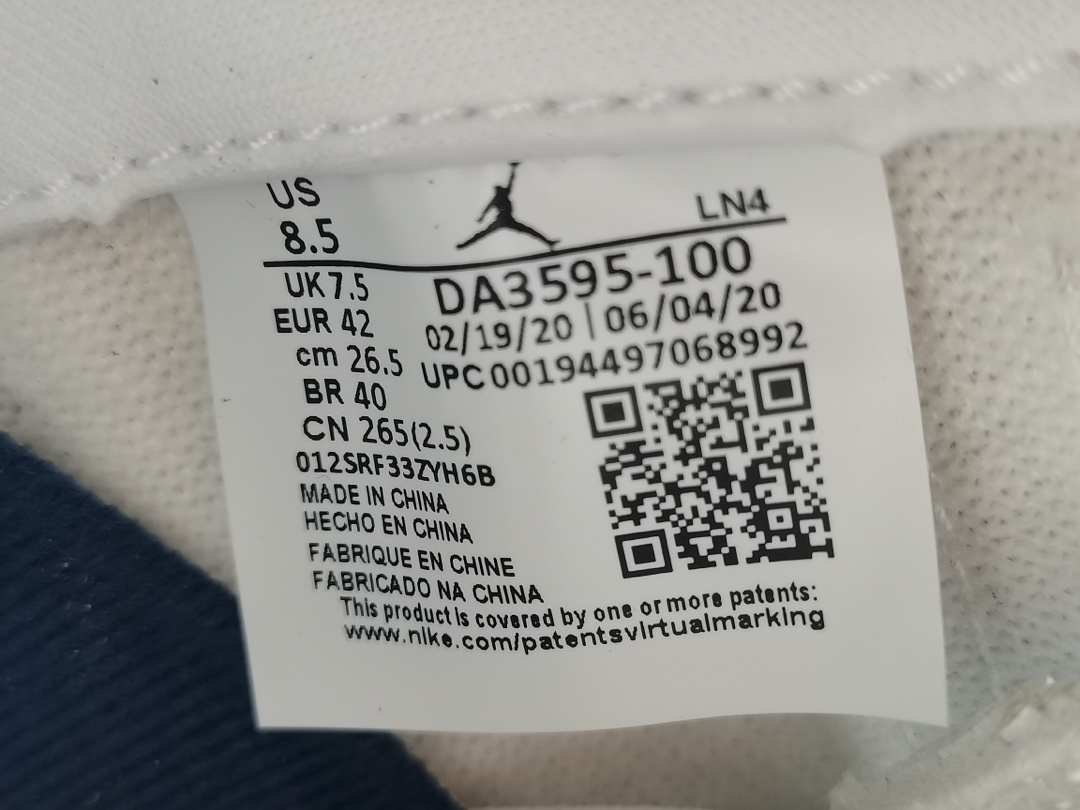 US
8.5
LN4
UK 7.5
EUR 42
cm 26.5
BR 40
CN 265(2.5)
DA3595-100
02/19/20 | 06/04/20
UPC00194497068992
012SRF33ZYH6B
MADE IN CHINA
HECHO EN CHINA
FABRIQUE EN CHINE
FABRICADO NA CHINA
This product is covered by one or more patents:
www.nike.com/patentsvirtualmarking